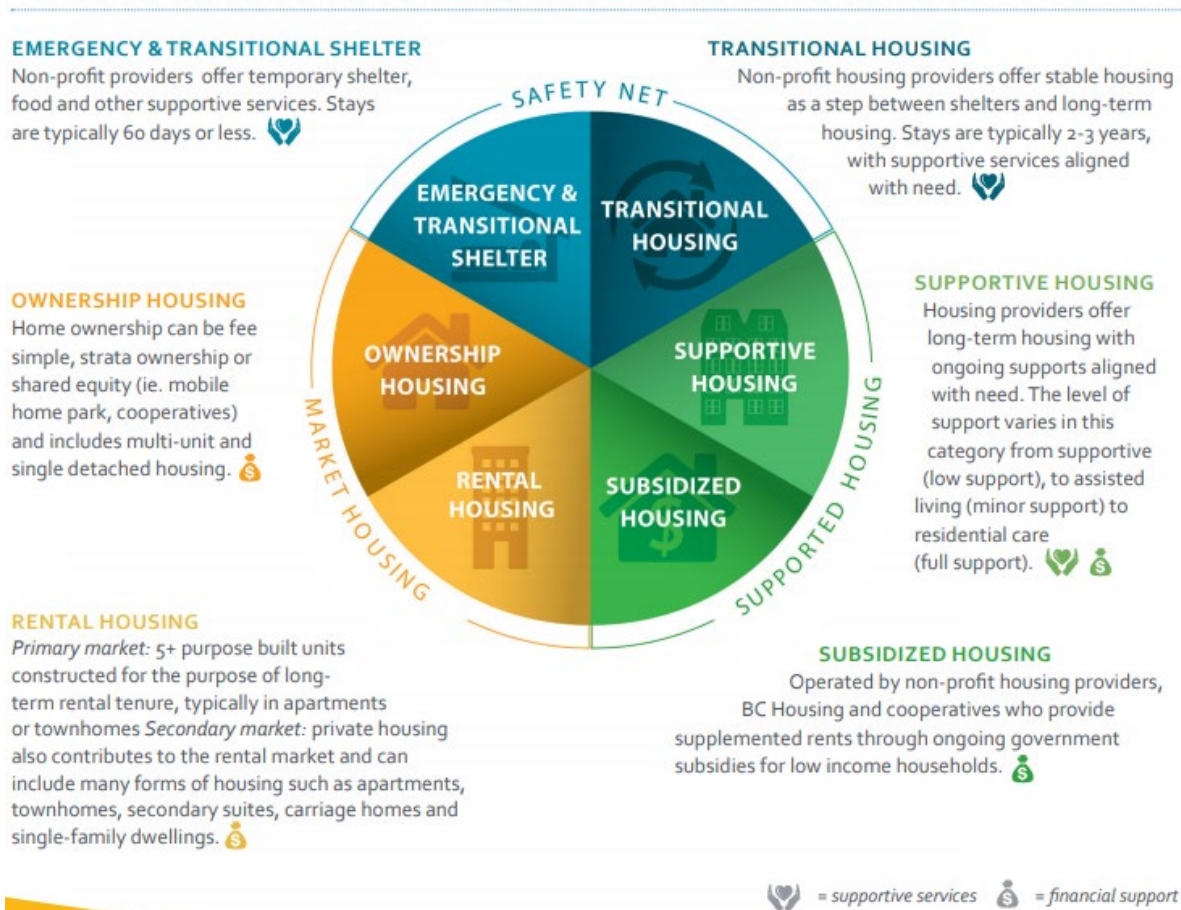 EMERGENCY & TRANSITIONAL SHELTER
Non-profit providers offer temporary shelter,
food and other supportive services. Stays
are typically 60 days or less.
TRANSITIONAL HOUSING
Non-profit housing providers offer stable housing
as a step between shelters and long-term
housing. Stays are typically 2-3 years,
with supportive services aligned
with need.
SAFETY NET
EMERGENCY &
TRANSITIONAL
SHELTER
TRANSITIONAL
HOUSING
OWNERSHIP HOUSING
Home ownership can be fee
simple, strata ownership or
shared equity (ie. mobile
home park, cooperatives)
and includes multi-unit and
single detached housing.
OWNERSHIP
HOUSING
SUPPORTIVE
HOUSING
SUPPORTIVE HOUSING
Housing providers offer
long-term housing with
ongoing supports aligned
with need. The level of
support varies in this
category from supportive
(low support), to assisted
living (minor support) to
residential care
(full support).
MARKET HOUSING
RENTAL
HOUSING
SUBSIDIZED
HOUSING
SUPPORTED HOUSING
RENTAL HOUSING
Primary market: 5+ purpose built units
constructed for the purpose of long-
term rental tenure, typically in apartments
or townhomes Secondary market: private housing
also contributes to the rental market and can
include many forms of housing such as apartments,
townhomes, secondary suites, carriage homes and
single-family dwellings.
SUBSIDIZED HOUSING
Operated by non-profit housing providers,
BC Housing and cooperatives who provide
supplemented rents through ongoing government
subsidies for low income households.
= supportive services
= financial support